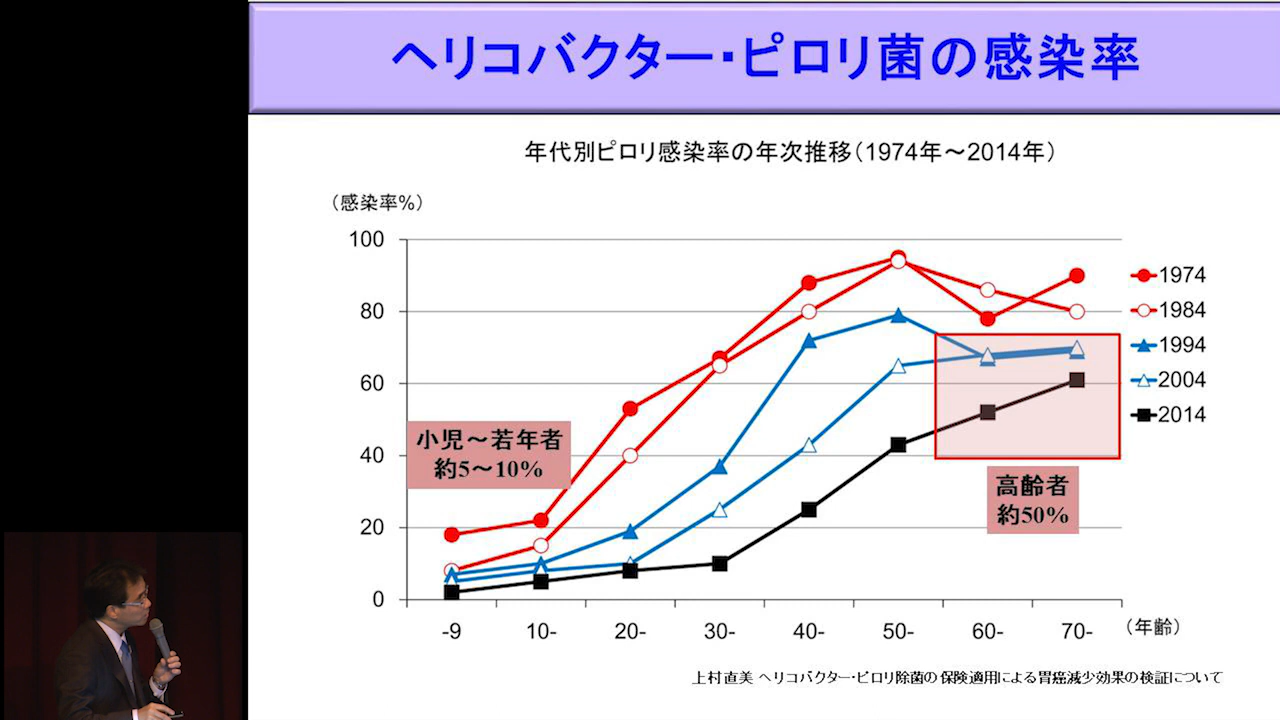 ヘリコバクター・ピロリ菌の感染率
年代別ピロリ感染率の年次推移(1974年～2014年)
(感染率%)
100
80
60
40
20
0
1974
1984
1994
2004
2014
小児～若年者
約5～10%
高齢者
約50%
-9 10- 20- 30- 40- 50- 60- 70- (年齢)
上村直美 ヘリコバクター・ピロリ除菌の保険適用による胃癌減少効果の検証について